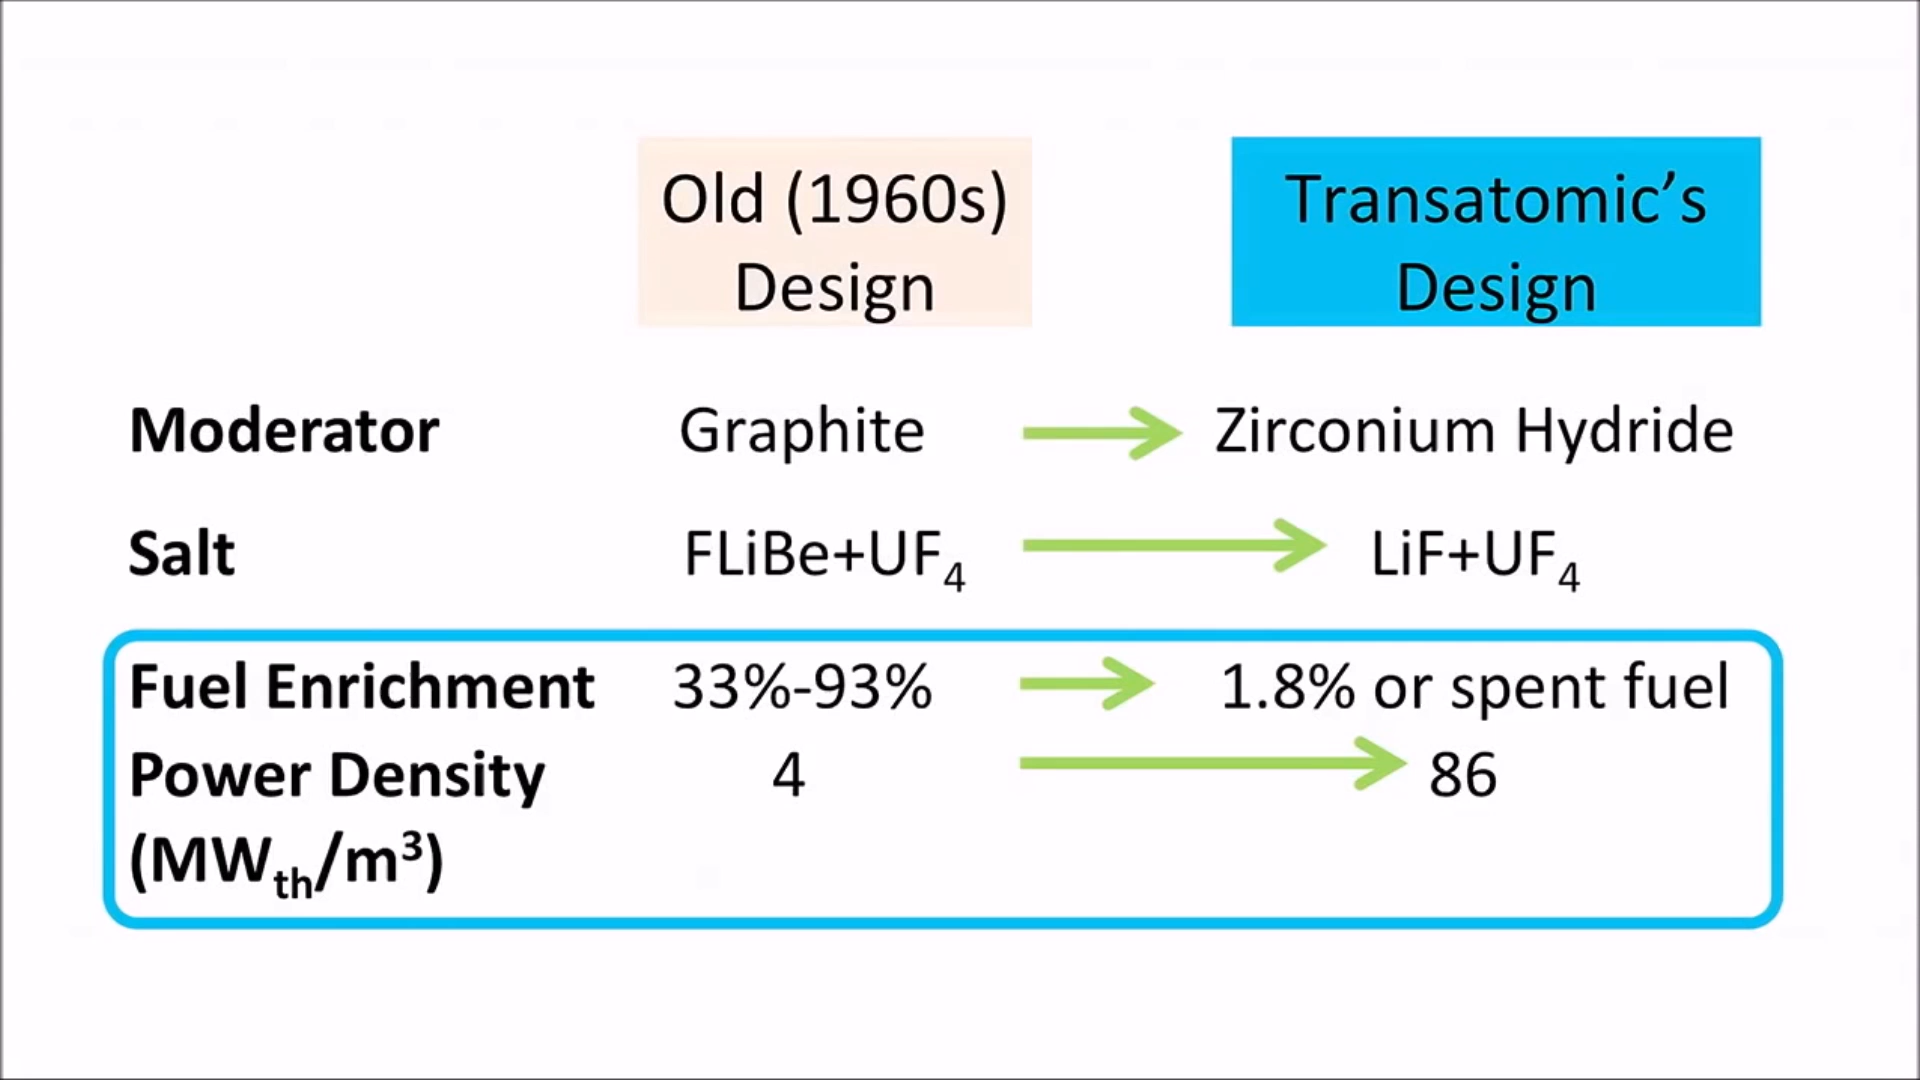 Old (1960s)
Design
Transatomic’s
Design
Moderator Graphite Zirconium Hydride
Salt FLiBe+UF₄ LiF+UF₄
Fuel Enrichment 33%-93% 1.8% or spent fuel
Power Density 4 86
(MWth/m³)